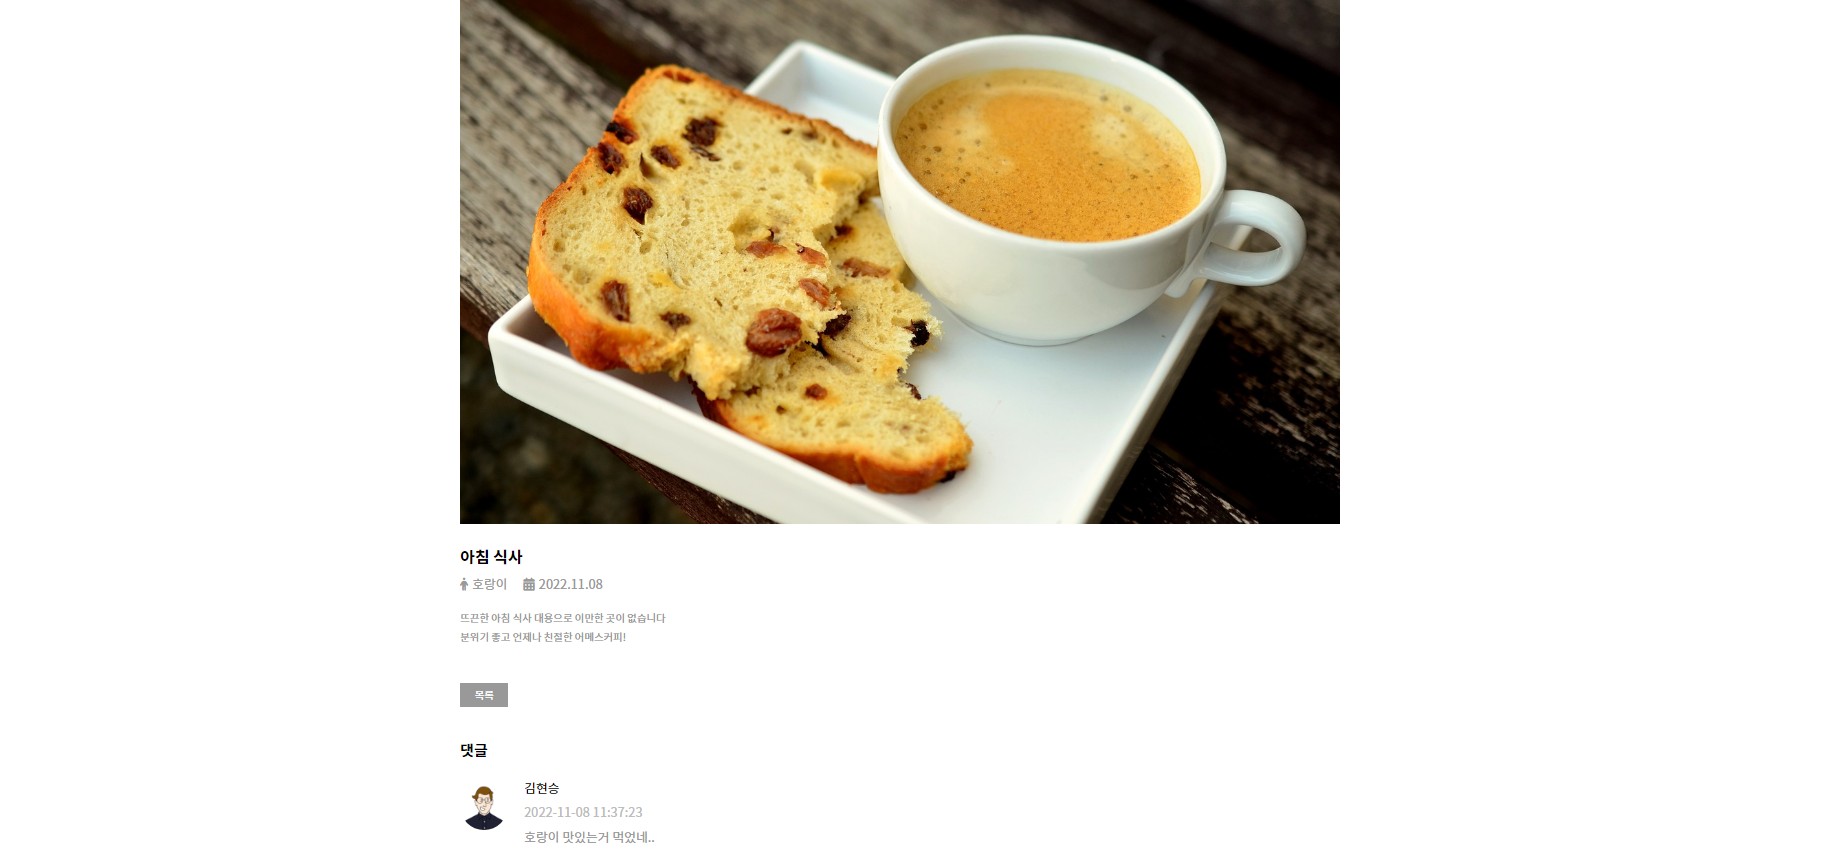 아침 식사
호랑이 2022.11.08
뜨끈한 아침 식사 대용으로 이만한 곳이 없습니다
분위기 좋고 언제나 친절한 어메스커피!
목록
댓글
김현승
2022-11-08 11:37:23
호랑이 맛있는거 먹었네..